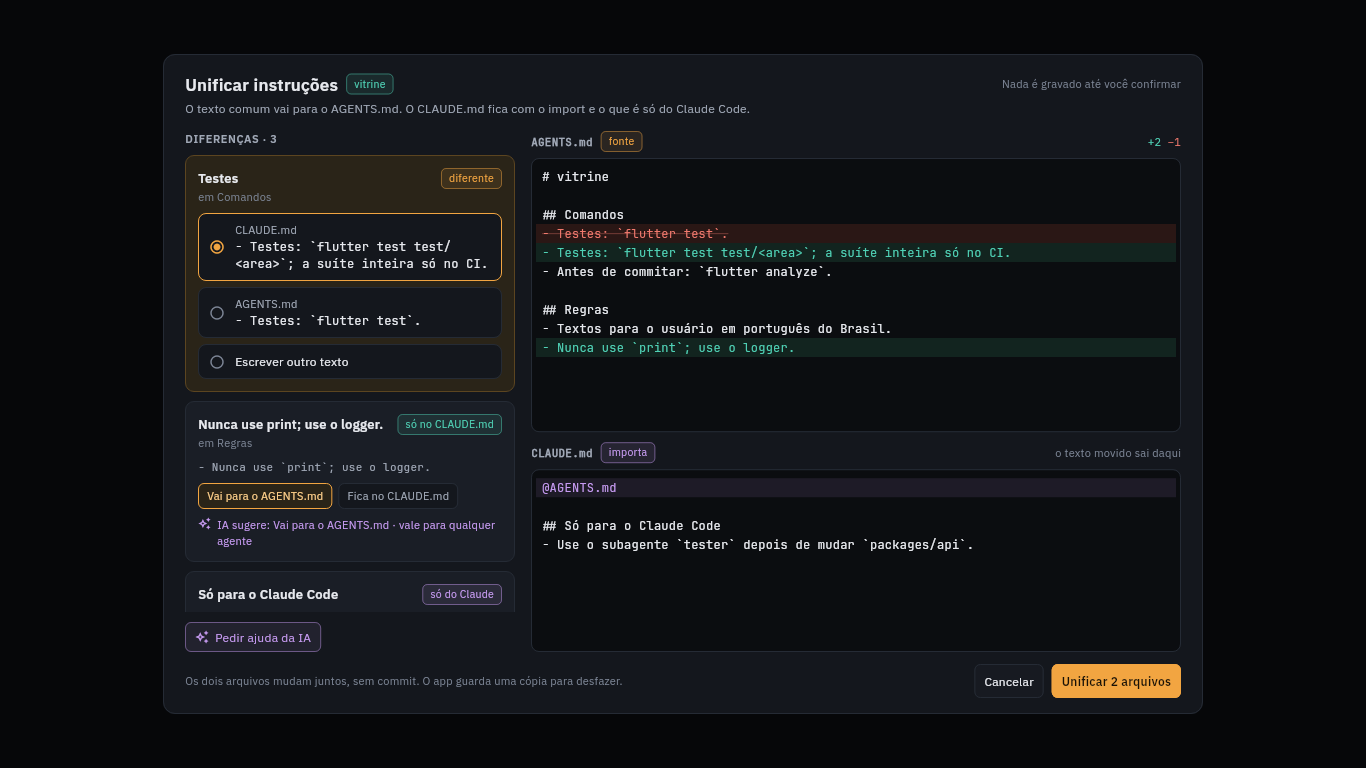 Unificar instruções vitrine
Nada é gravado até você confirmar
O texto comum vai para o AGENTS.md. O CLAUDE.md fica com o import e o que é só do Claude Code.
DIFERENÇAS · 3
Testes diferente
em Comandos
CLAUDE.md
- Testes: `flutter test test/
<area>`; a suíte inteira só no CI.
AGENTS.md
- Testes: `flutter test`.
Escrever outro texto
Nunca use print; use o logger. só no CLAUDE.md
em Regras
- Nunca use `print`; use o logger.
Vai para o AGENTS.md Fica no CLAUDE.md
IA sugere: Vai para o AGENTS.md · vale para qualquer
agente
Só para o Claude Code só do Claude
Pedir ajuda da IA
AGENTS.md fonte +2 −1
# vitrine
## Comandos
- Testes: `flutter test`.
- Testes: `flutter test test/<area>`; a suíte inteira só no CI.
- Antes de commitar: `flutter analyze`.
## Regras
- Textos para o usuário em português do Brasil.
- Nunca use `print`; use o logger.
CLAUDE.md importa o texto movido sai daqui
@AGENTS.md
## Só para o Claude Code
- Use o subagente `tester` depois de mudar `packages/api`.
Os dois arquivos mudam juntos, sem commit. O app guarda uma cópia para desfazer.
Cancelar Unificar 2 arquivos